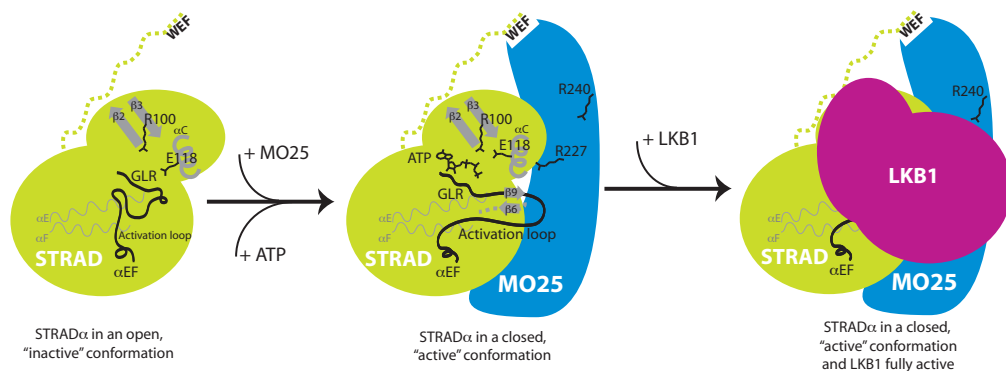 WEF
β3
β2
R100
αC
E118
GLR
αE
αF
Activation loop
STRAD
αEF
STRADα in an open,
“inactive” conformation
+ MO25
+ ATP
WEF
β3
β2
R100
αC
E118
ATP
GLR
β9
β6
Activation loop
αE
αF
STRAD
αEF
R240
R227
MO25
STRADα in a closed,
“active” conformation
+ LKB1
WEF
R240
LKB1
αE
αF
STRAD
αEF
MO25
STRADα in a closed,
“active” conformation
and LKB1 fully active